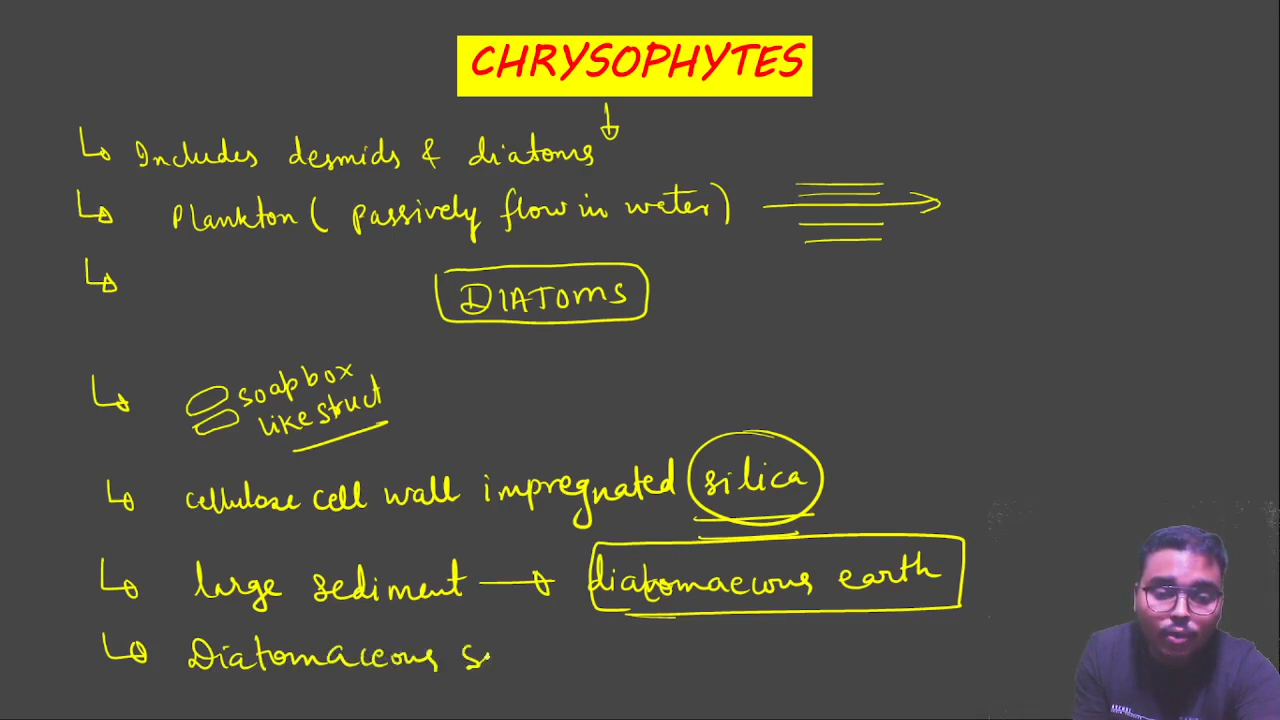 CHRYSOPHYTES
Includes desmids & diatoms
Plankton ( passively flow in water)
DIATOMS
soapbox
like struct
cellulose cell wall impregnated silica
large sediment → diatomaceous earth
Diatomaceous s